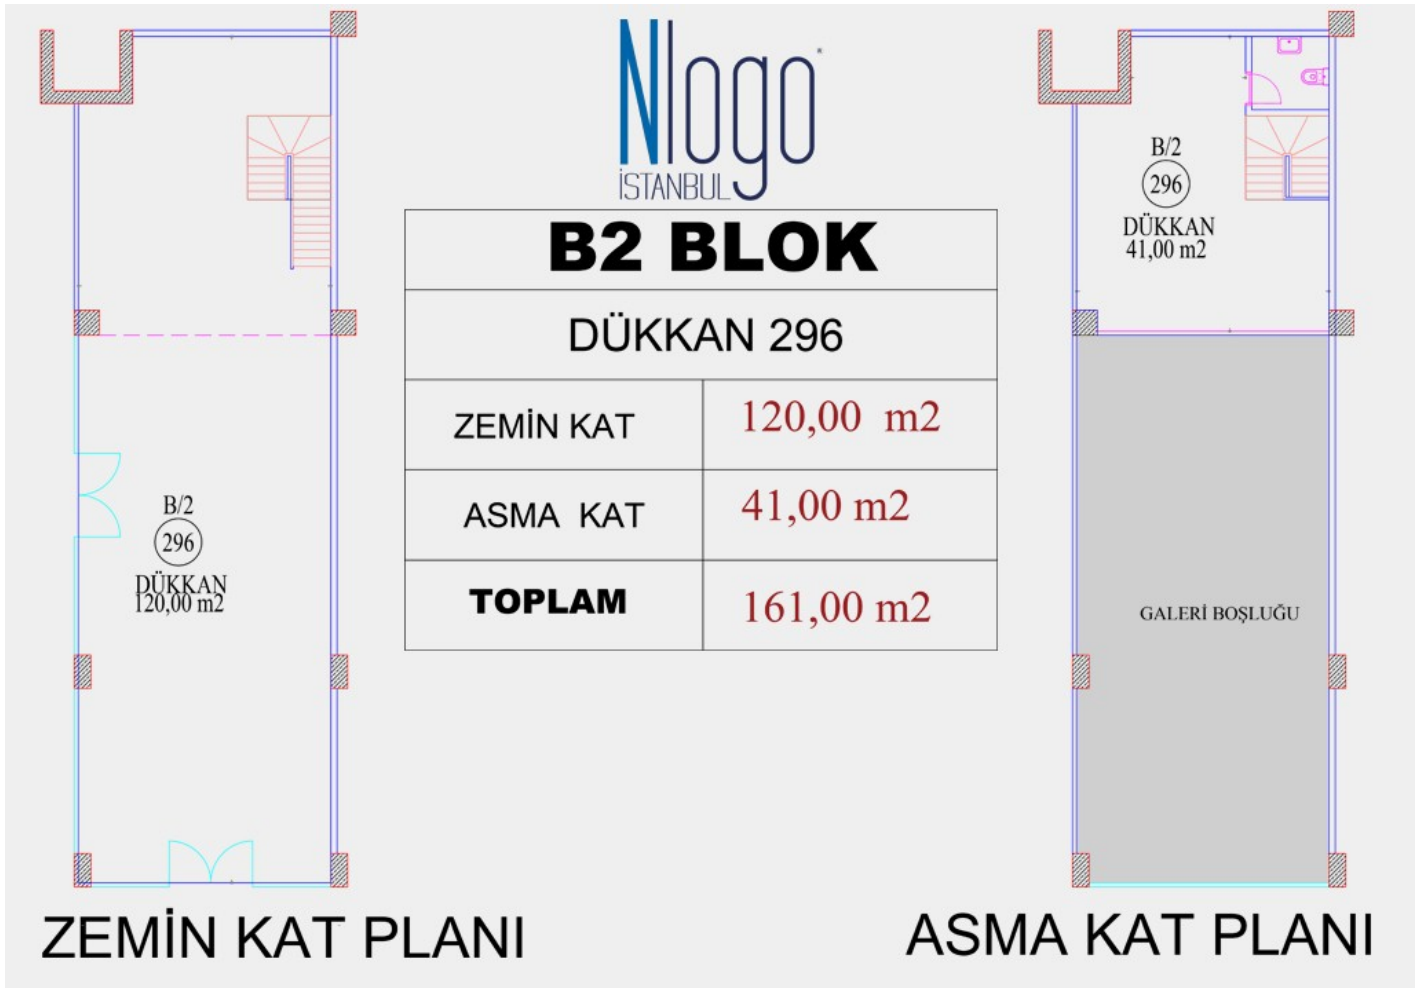 Nlogo
İSTANBUL
B2 BLOK
DÜKKAN 296
ZEMİN KAT 120,00 m2
ASMA KAT 41,00 m2
TOPLAM 161,00 m2
B/2
296
DÜKKAN
120,00 m2
ZEMİN KAT PLANI
B/2
296
DÜKKAN
41,00 m2
GALERİ BOŞLUĞU
ASMA KAT PLANI